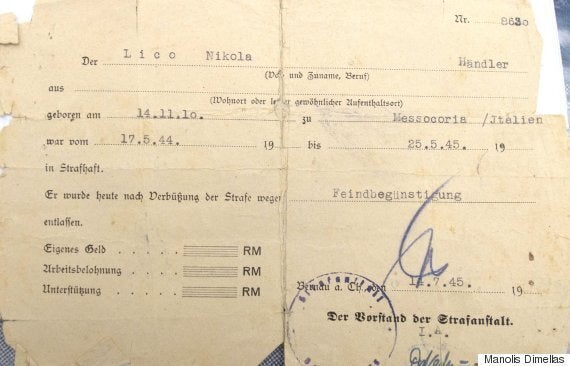 Nr. 8630
Der Lico Nikola Händler
(Vor- und Zuname, Beruf)
aus
(Wohnort oder letzter gewöhnlicher Aufenthaltsort)
geboren am 14.11.10. zu Messocoria /Jtalien
war vom 17.5.44. 19 bis 25.5.45. 19
in Strafhaft.
Er wurde heute nach Verbüßung der Strafe wegen Feindbegünstigung
entlassen.
Eigenes Geld . . . . . RM
Arbeitsbelohnung . . . . RM
Unterstützung . . . . . RM
Bernau a. Ch., den 14.7.45. 19
Der Vorstand der Strafanstalt.
I.A.
Manolis Dimellas